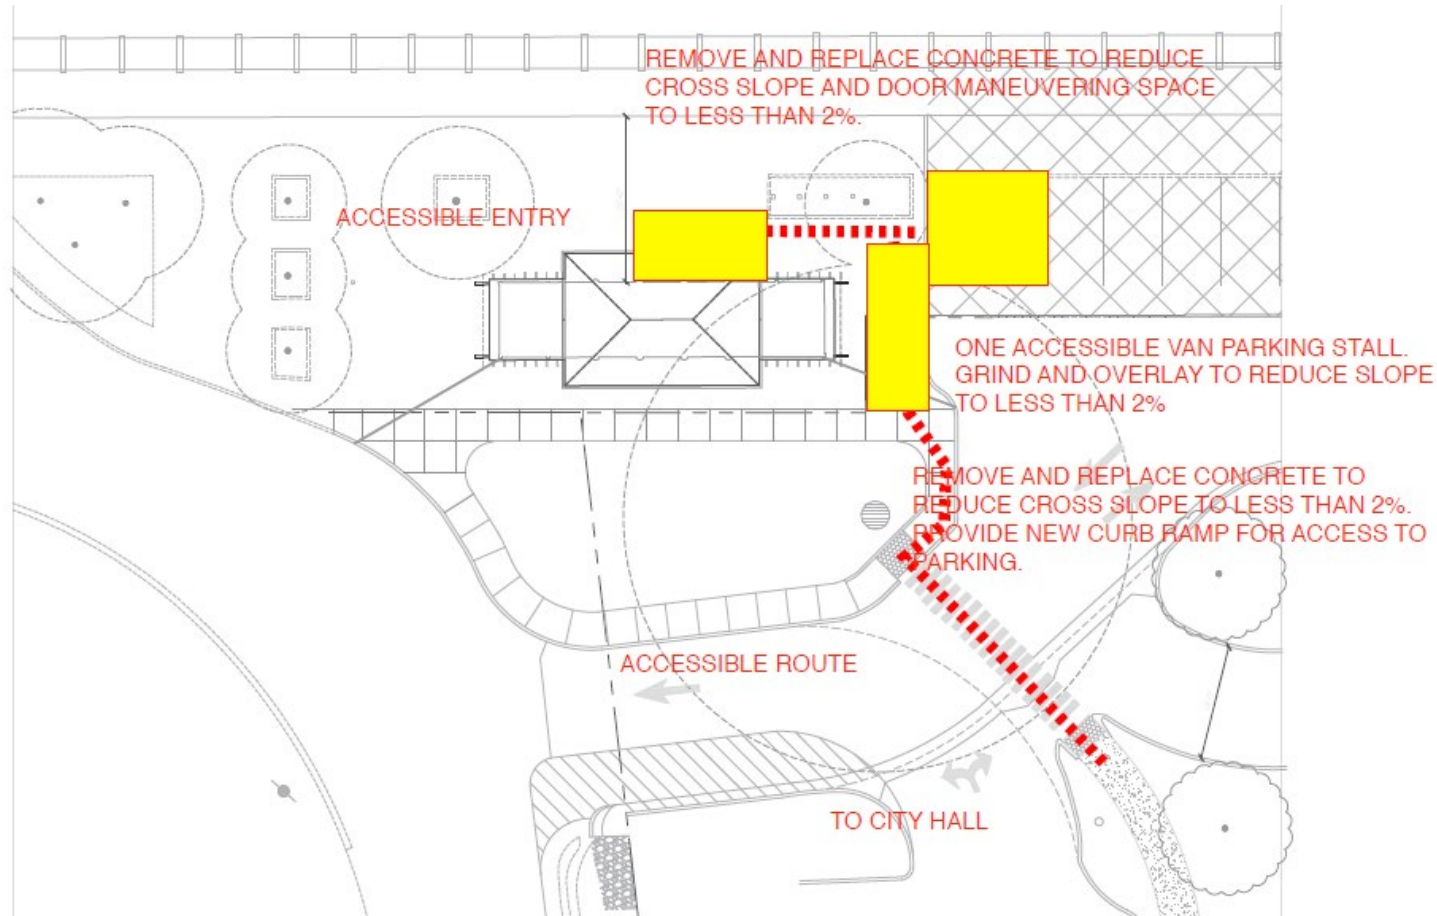 REMOVE AND REPLACE CONCRETE TO REDUCE
CROSS SLOPE AND DOOR MANEUVERING SPACE
TO LESS THAN 2%.
ACCESSIBLE ENTRY
ONE ACCESSIBLE VAN PARKING STALL.
GRIND AND OVERLAY TO REDUCE SLOPE
TO LESS THAN 2%
REMOVE AND REPLACE CONCRETE TO
REDUCE CROSS SLOPE TO LESS THAN 2%.
PROVIDE NEW CURB RAMP FOR ACCESS TO
PARKING.
ACCESSIBLE ROUTE
TO CITY HALL